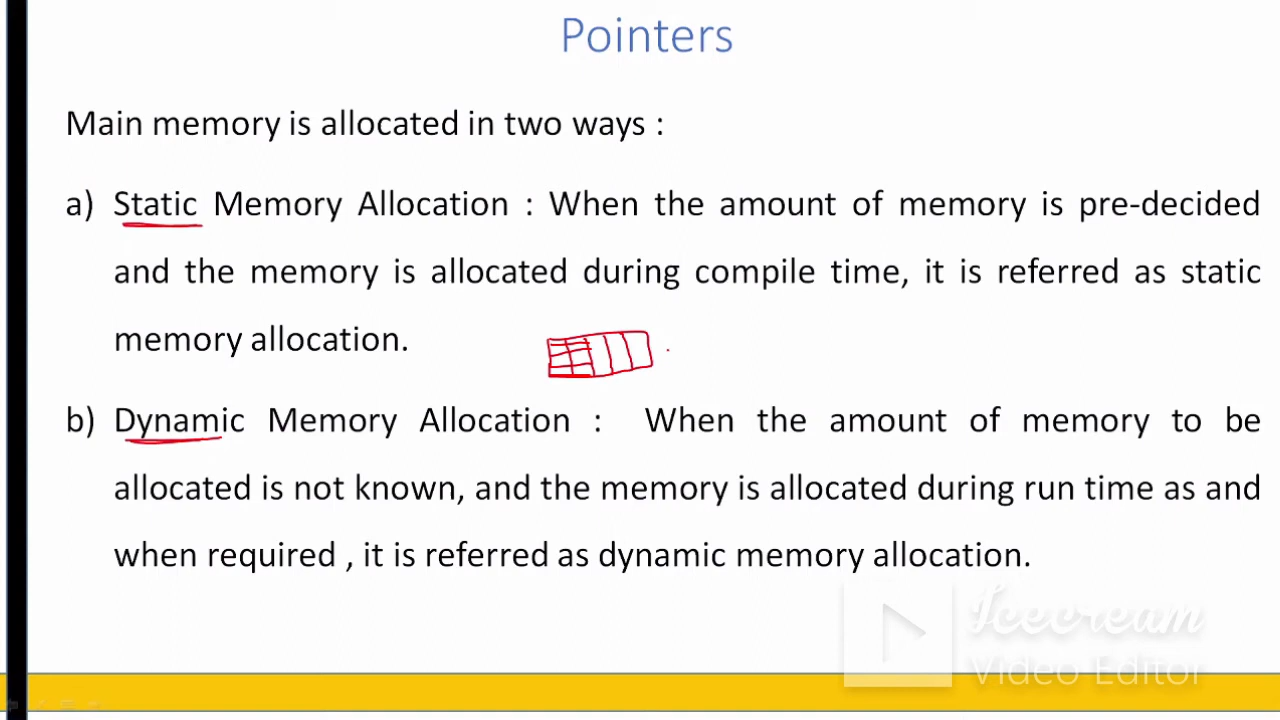 Pointers
Main memory is allocated in two ways :
a) Static Memory Allocation : When the amount of memory is pre-decided
and the memory is allocated during compile time, it is referred as static
memory allocation.
b) Dynamic Memory Allocation : When the amount of memory to be
allocated is not known, and the memory is allocated during run time as and
when required , it is referred as dynamic memory allocation.
Icecream
Video Editor